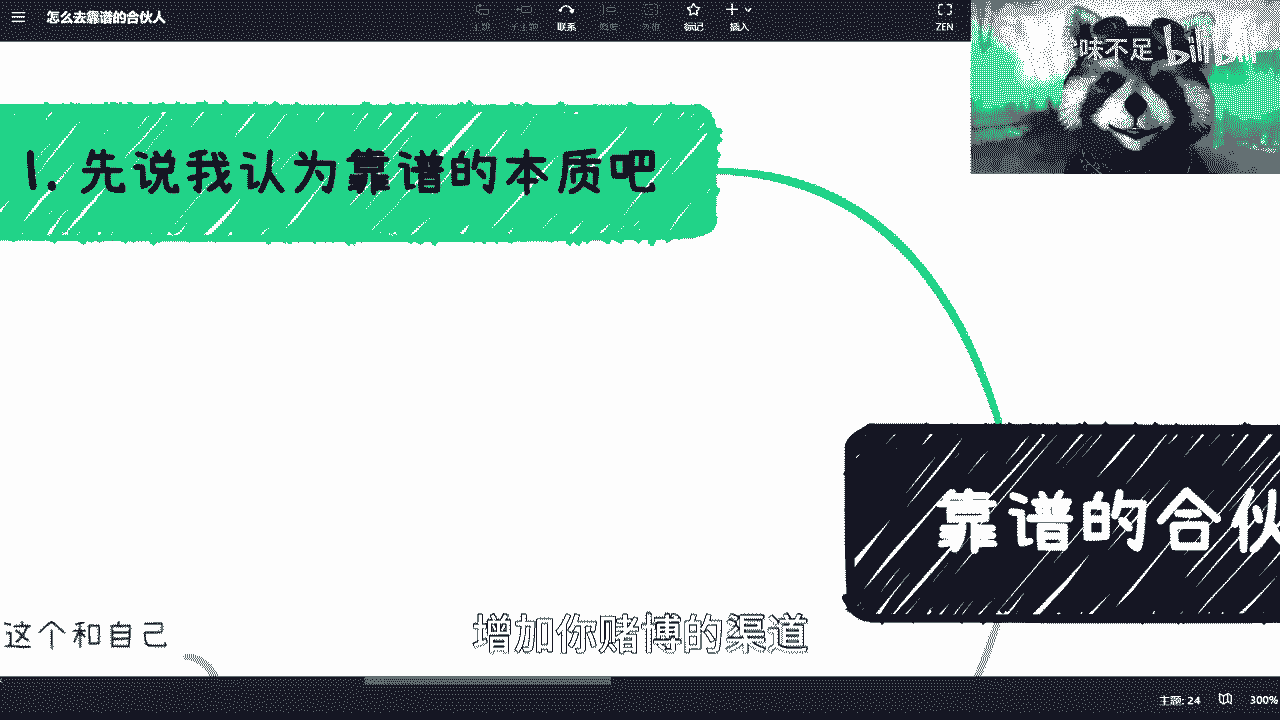 怎么去靠谱的合伙人
联系
标记
插入
ZEN
味不足 bilibili
1. 先说我认为靠谱的本质吧
靠谱的合伙
这个和自己
增加你赌博的渠道
主题: 24
300%